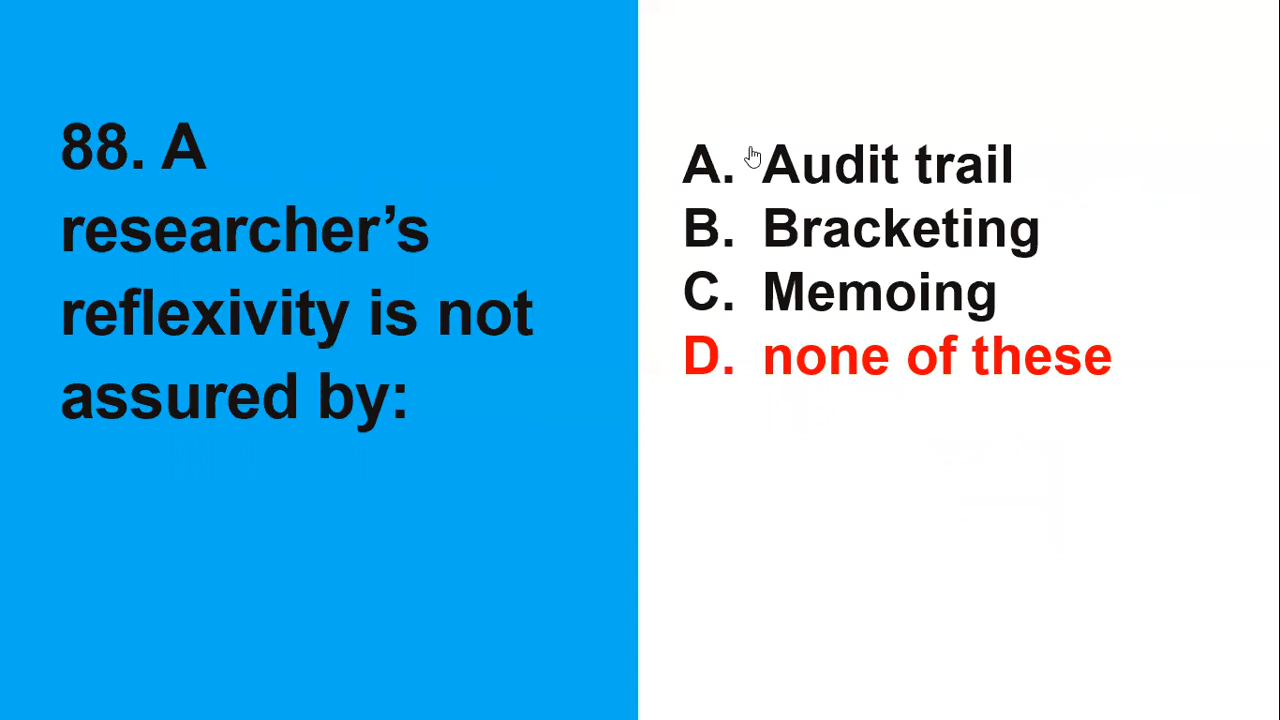 88. A
researcher’s
reflexivity is not
assured by:
A. Audit trail
B. Bracketing
C. Memoing
D. none of these